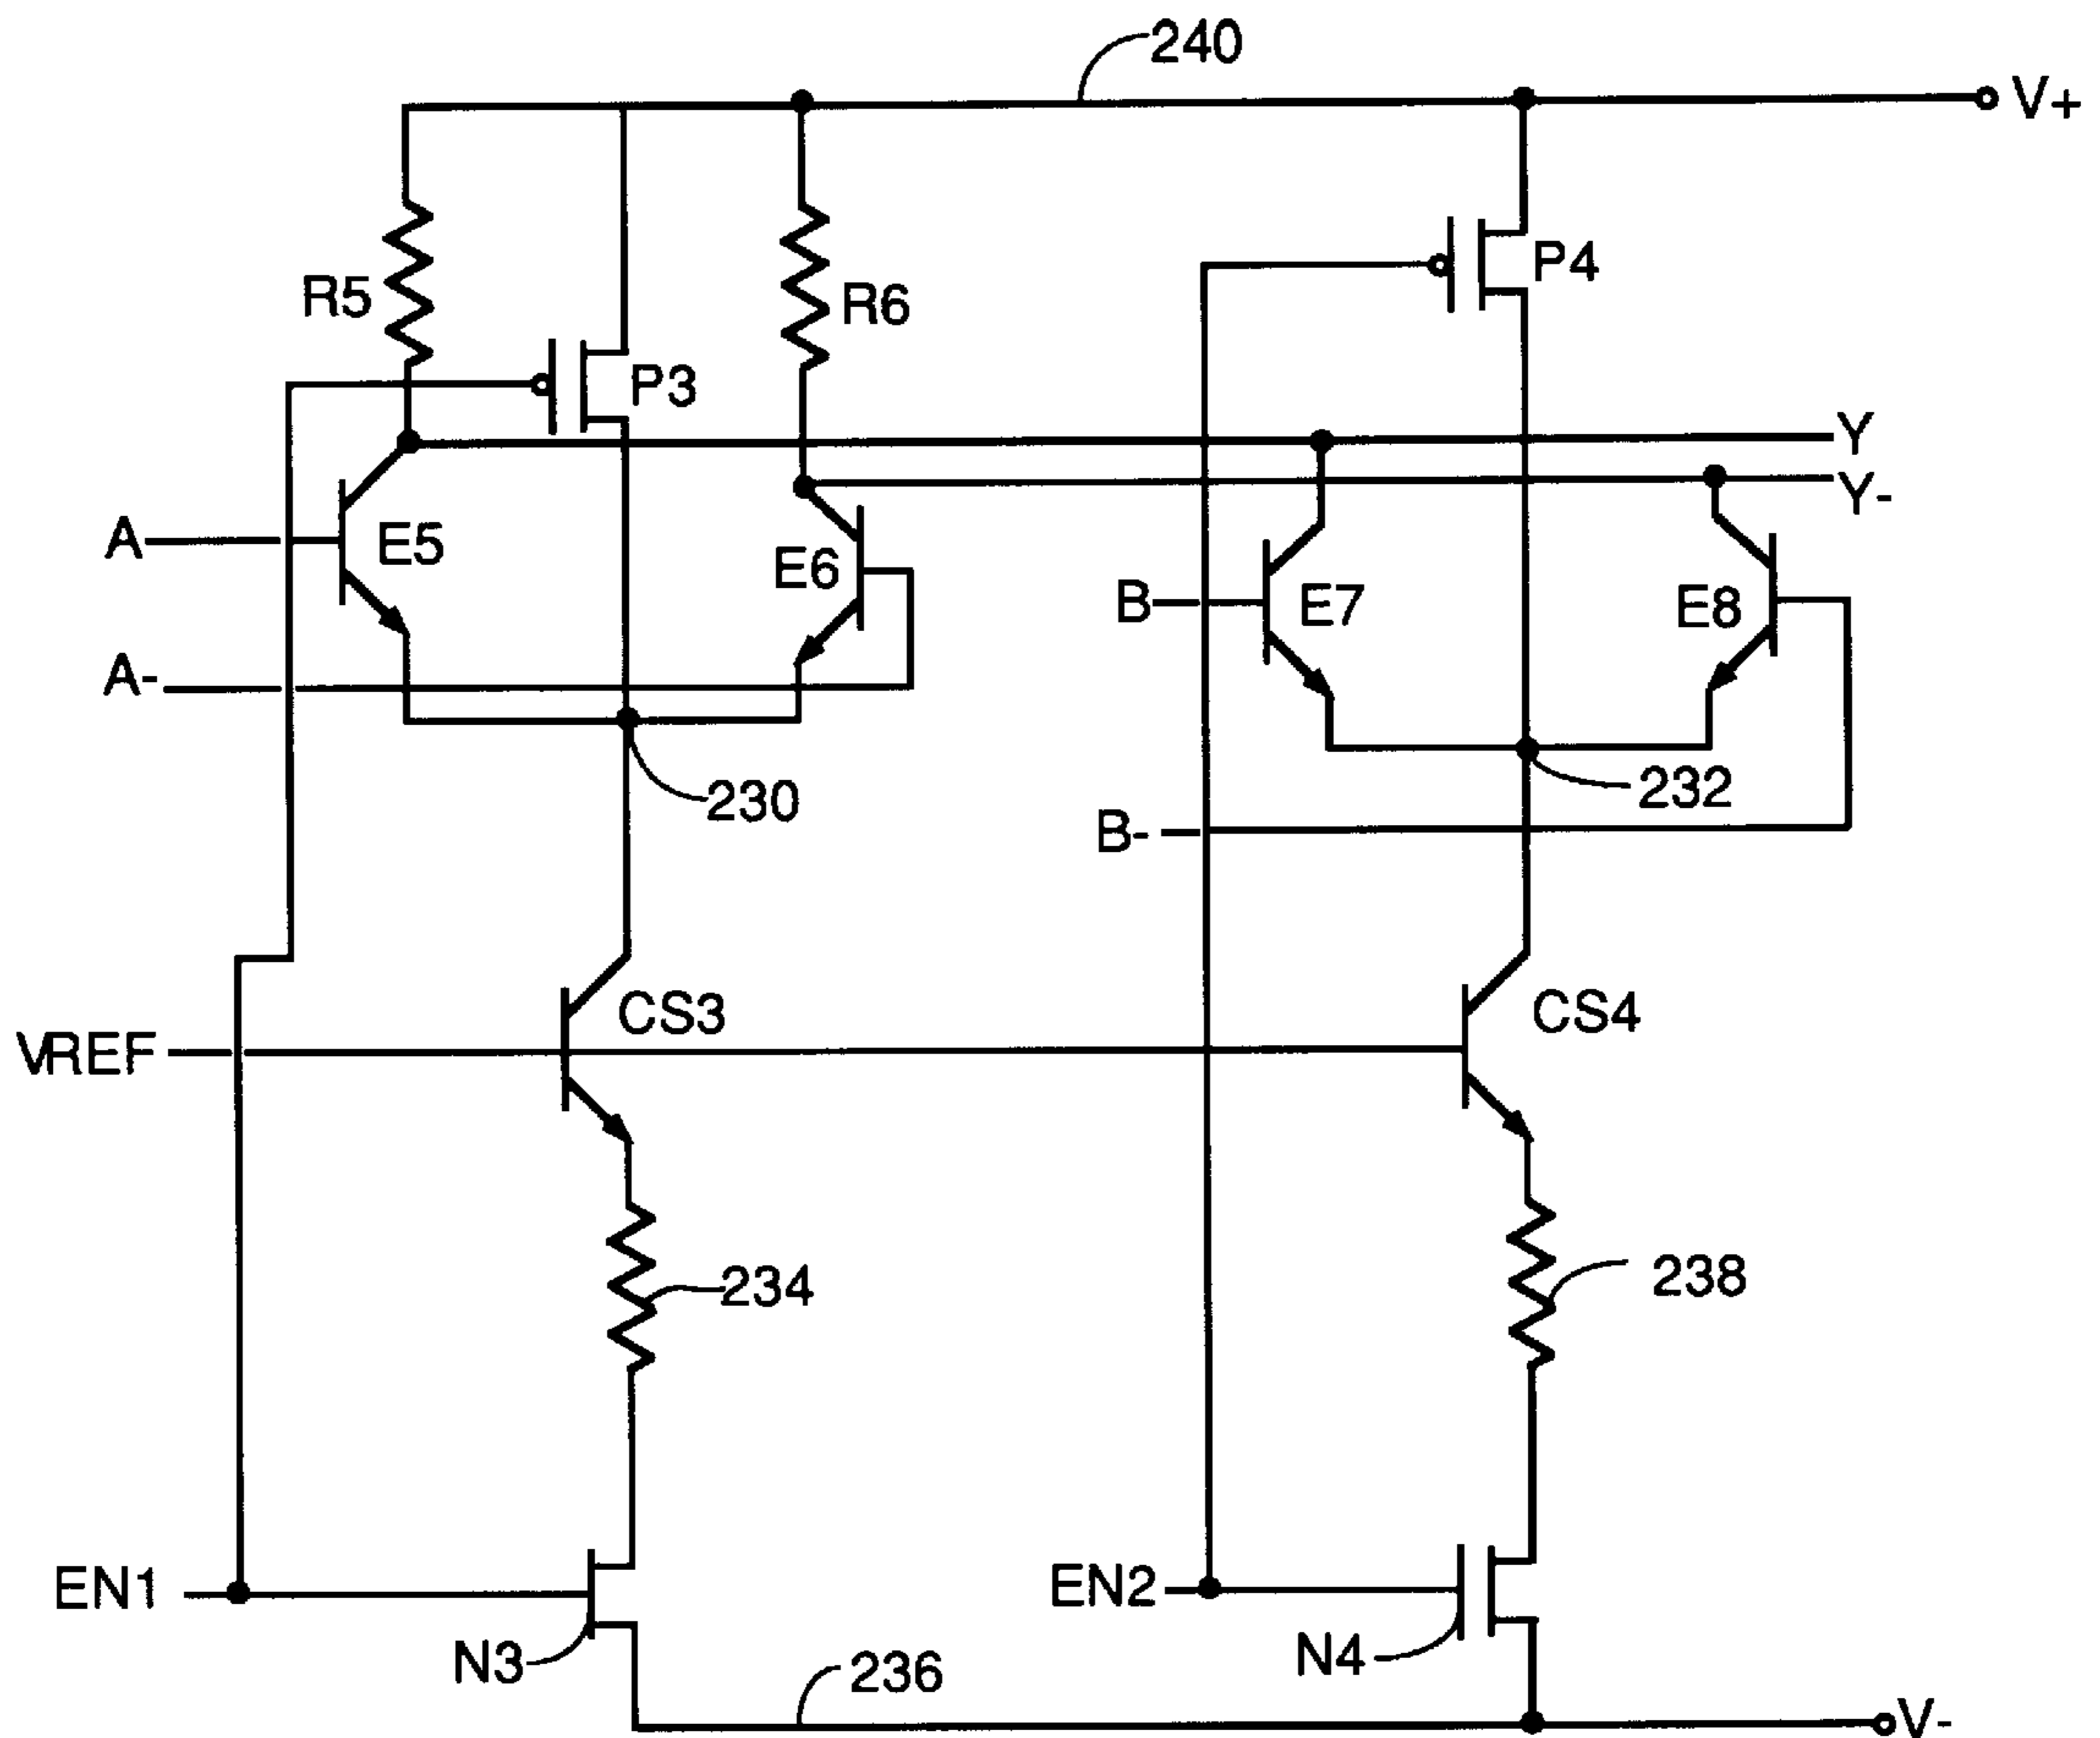 240
V+
R5
P3
R6
P4
Y
Y-
A
E5
E6
B
E7
E8
A-
230
232
B-
VREF
CS3
CS4
234
238
EN1
EN2
N3
N4
236
V-